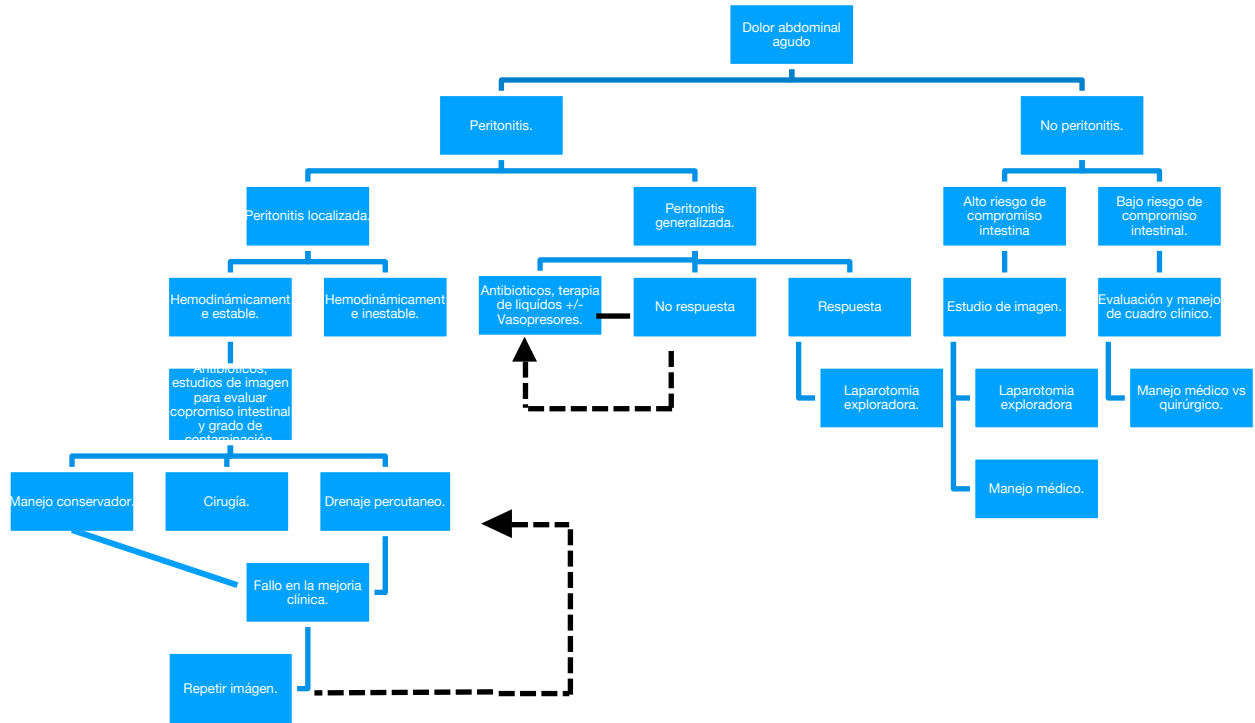 Dolor abdominal
agudo
Peritonitis.
No peritonitis.
Peritonitis localizada.
Peritonitis
generalizada.
Alto riesgo de
compromiso
intestina
Bajo riesgo de
compromiso
intestinal.
Hemodinámicament
e estable.
Hemodinámicament
e inestable.
Antibioticos, terapia
de liquídos +/-
Vasopresores.
No respuesta
Respuesta
Estudio de imagen.
Evaluación y manejo
de cuadro clínico.
Antibióticos,
estudios de imagen
para evaluar
copromiso intestinal
y grado de
contaminación
Laparotomia
exploradora.
Laparotomia
exploradora
Manejo médico vs
quirúrgico.
Manejo conservador.
Cirugía.
Drenaje percutaneo.
Manejo médico.
Fallo en la mejoria
clínica.
Repetir imágen.